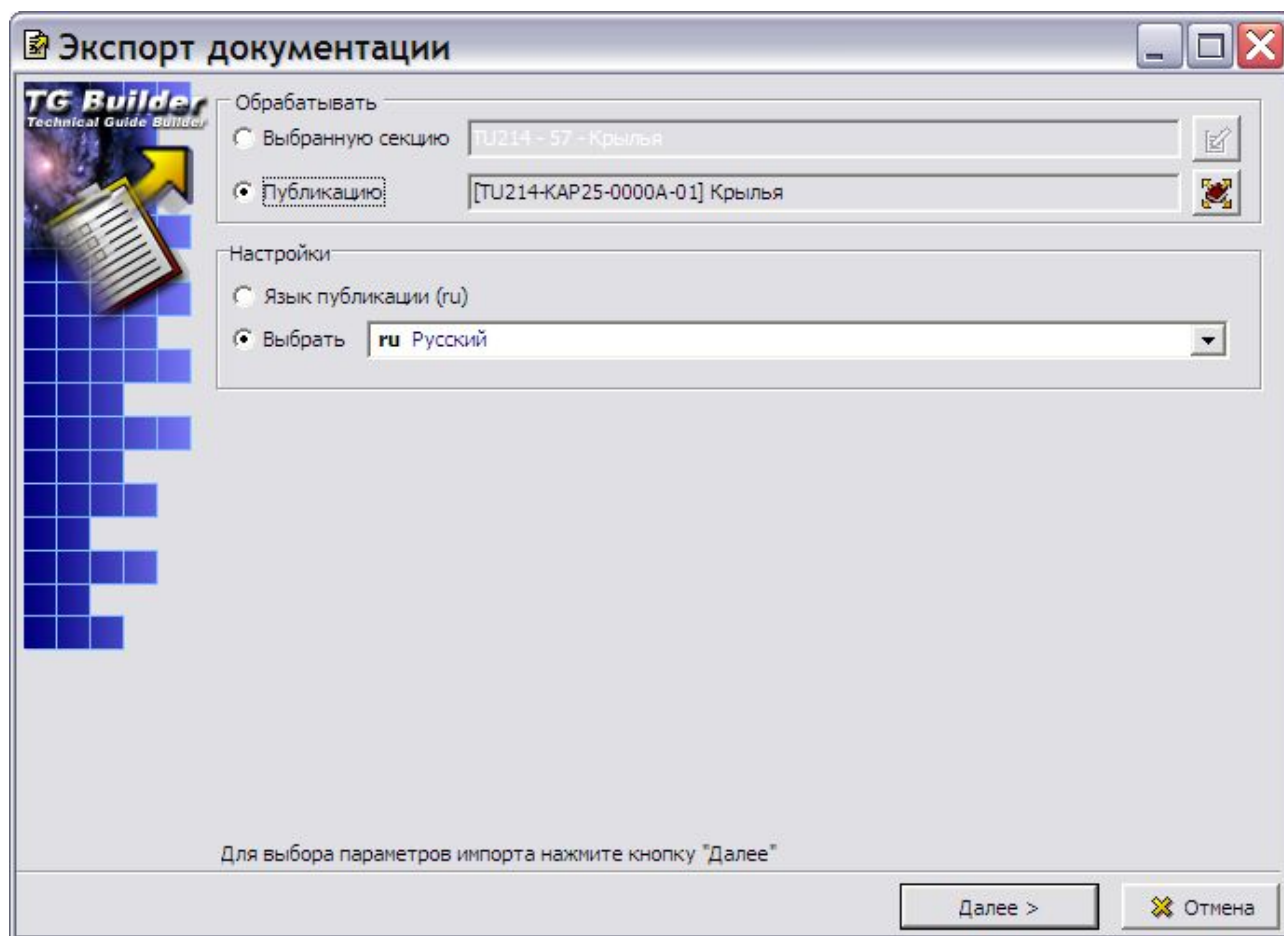 Экспорт документации
TG Builder
Technical Guide Builder
Обрабатывать
Выбранную секцию TU214 - 57 - Крылья
Публикацию [TU214-KAP25-0000A-01] Крылья
Настройки
Язык публикации (ru)
Выбрать ru Русский
Для выбора параметров импорта нажмите кнопку "Далее"
Далее > Отмена